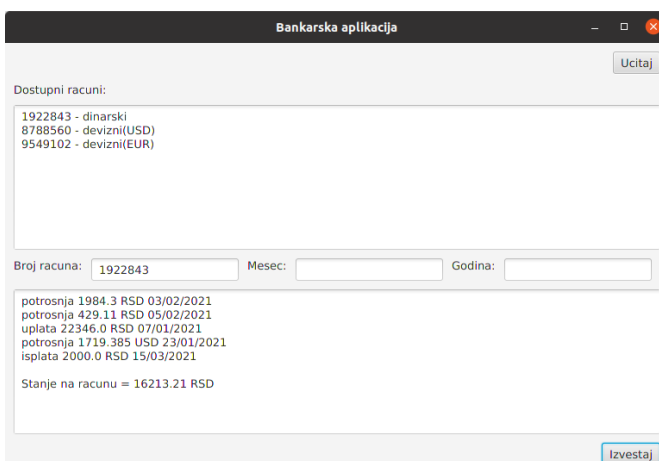 Bankarska aplikacija
Ucitaj
Dostupni racuni:
1922843 - dinarski
8788560 - devizni(USD)
9549102 - devizni(EUR)
Broj racuna: 1922843 Mesec: Godina:
potrosnja 1984.3 RSD 03/02/2021
potrosnja 429.11 RSD 05/02/2021
uplata 22346.0 RSD 07/01/2021
potrosnja 1719.385 USD 23/01/2021
isplata 2000.0 RSD 15/03/2021
Stanje na racunu = 16213.21 RSD
Izvestaj